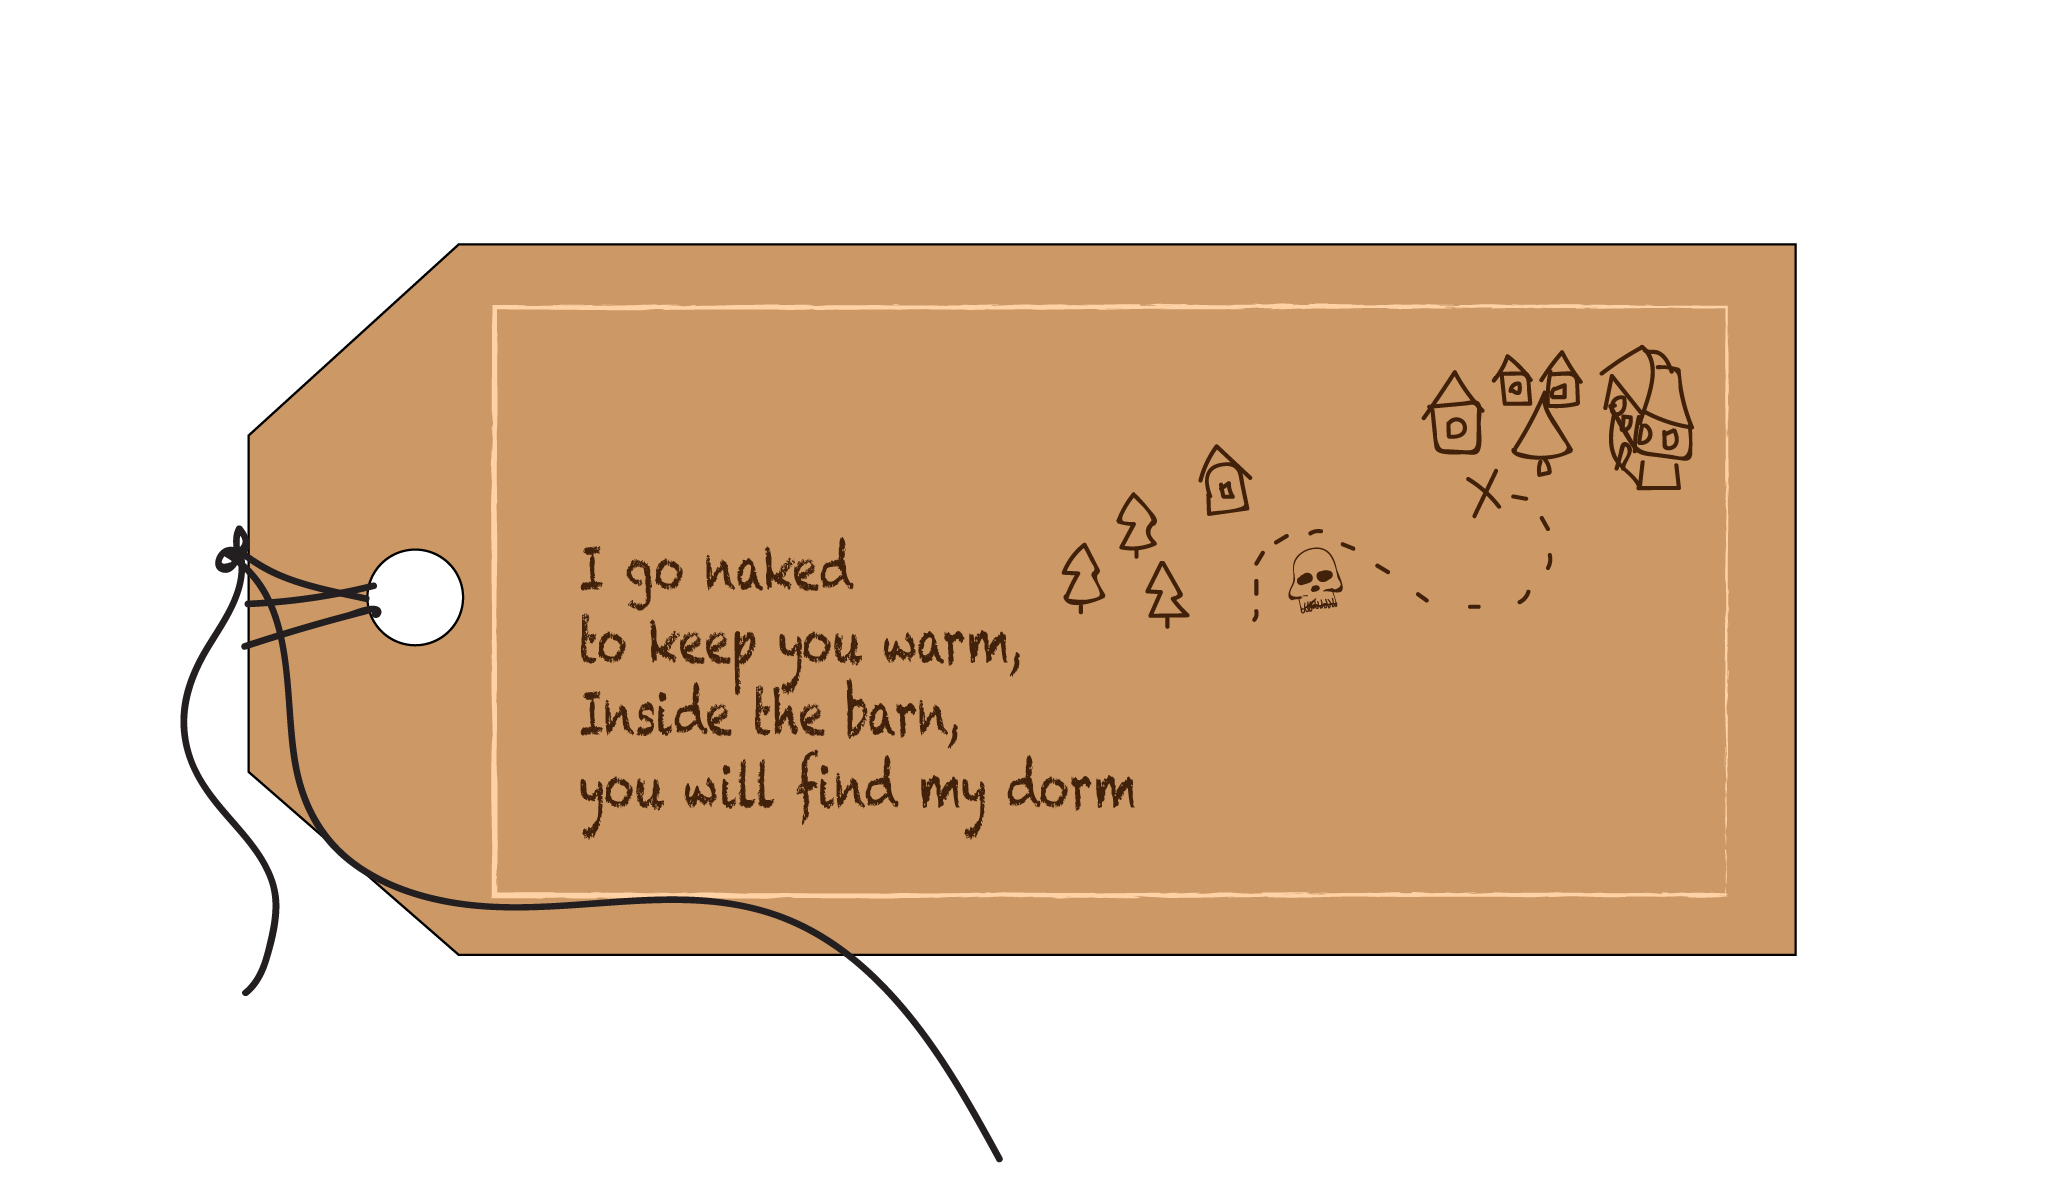 I go naked
to keep you warm,
Inside the barn,
you will find my dorm